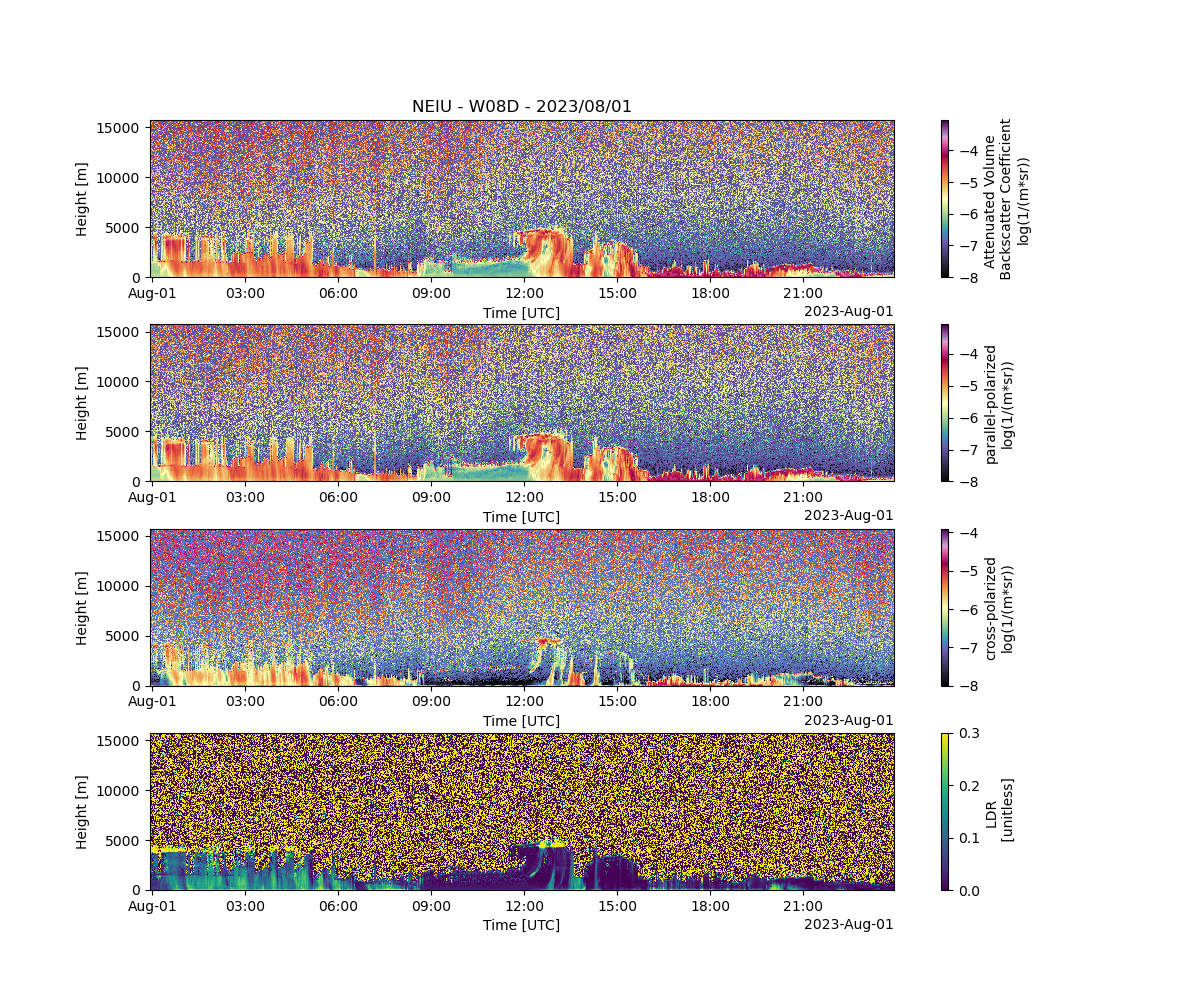 NEIU - W08D - 2023/08/01
15000
10000
5000
0
Height [m]
Aug-01 03:00 06:00 09:00 12:00 15:00 18:00 21:00
Time [UTC]
2023-Aug-01
−4
−5
−6
−7
−8
Attenuated Volume
Backscatter Coefficient
log(1/(m*sr))
15000
10000
5000
0
Height [m]
Aug-01 03:00 06:00 09:00 12:00 15:00 18:00 21:00
Time [UTC]
2023-Aug-01
−4
−5
−6
−7
−8
parallel-polarized
log(1/(m*sr))
15000
10000
5000
0
Height [m]
Aug-01 03:00 06:00 09:00 12:00 15:00 18:00 21:00
Time [UTC]
2023-Aug-01
−4
−5
−6
−7
−8
cross-polarized
log(1/(m*sr))
15000
10000
5000
0
Height [m]
Aug-01 03:00 06:00 09:00 12:00 15:00 18:00 21:00
Time [UTC]
2023-Aug-01
0.3
0.2
0.1
0.0
LDR
[unitless]